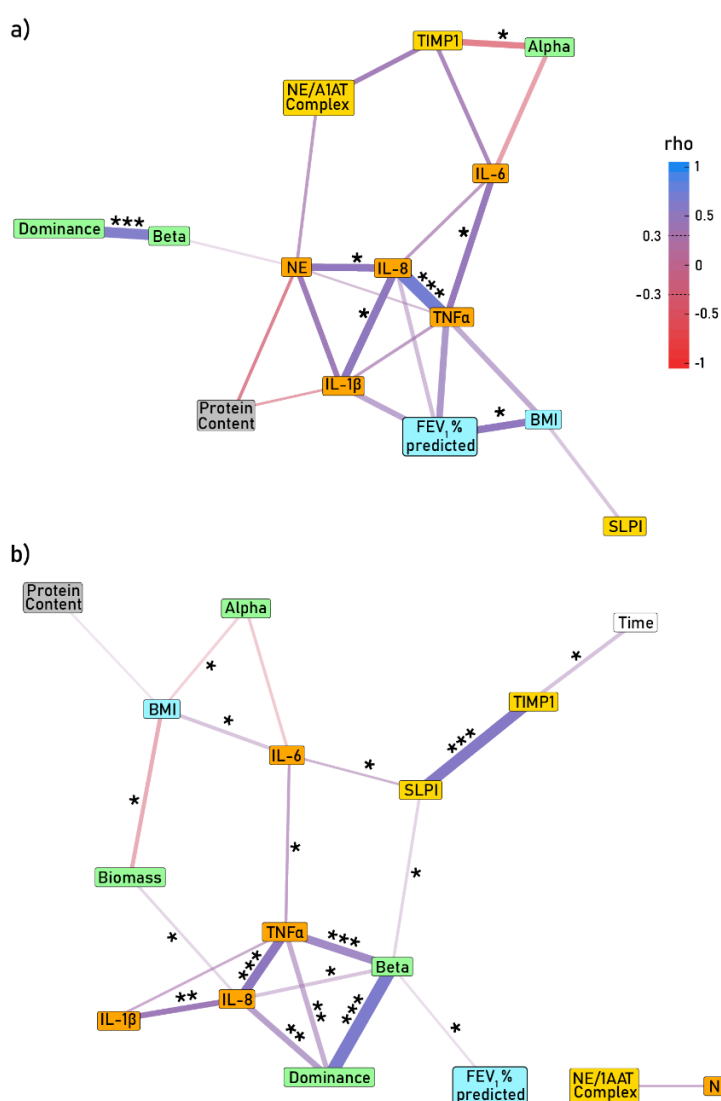 a)
TIMP1
*
Alpha
NE/A1AT
Complex
rho
1
0.5
0.3
0
-0.3
-0.5
-1
IL-6
Dominance
***
Beta
*
NE
*
IL-8
***
*
TNFα
IL-1β
Protein
Content
FEV₁ %
predicted
*
BMI
SLPI
b)
Protein
Content
Alpha
Time
*
*
BMI
*
TIMP1
***
IL-6
*
SLPI
*
*
*
Biomass
*
TNFα
***
*
Beta
***
**
IL-8
IL-1β
**
***
**
*
Dominance
FEV₁ %
predicted
NE/1AAT
Complex
N